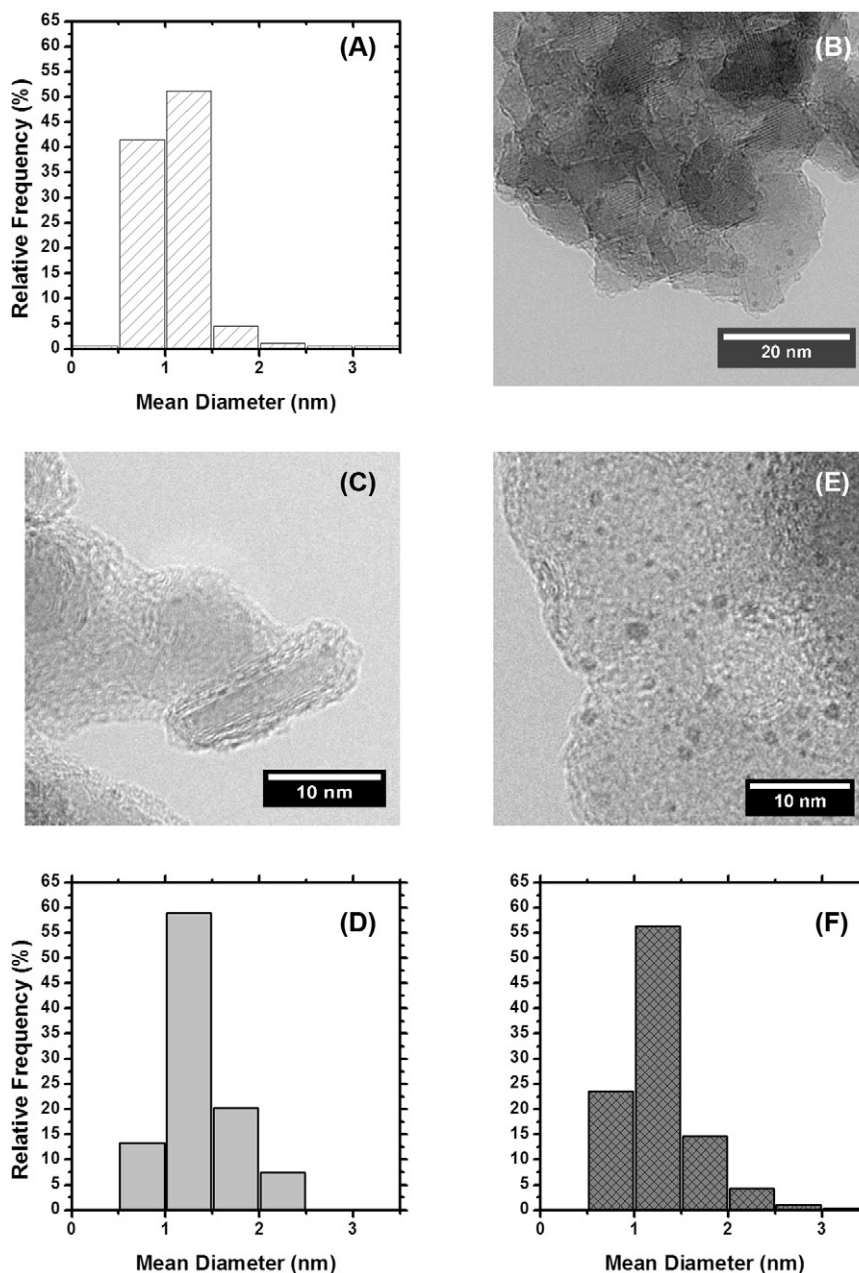 (A)
65
60
55
50
45
40
35
30
25
20
15
10
5
0
Relative Frequency (%)
0 1 2 3
Mean Diameter (nm)
(B)
20 nm
(C)
10 nm
(E)
10 nm
(D)
65
60
55
50
45
40
35
30
25
20
15
10
5
0
Relative Frequency (%)
0 1 2 3
Mean Diameter (nm)
(F)
65
60
55
50
45
40
35
30
25
20
15
10
5
0
0 1 2 3
Mean Diameter (nm)